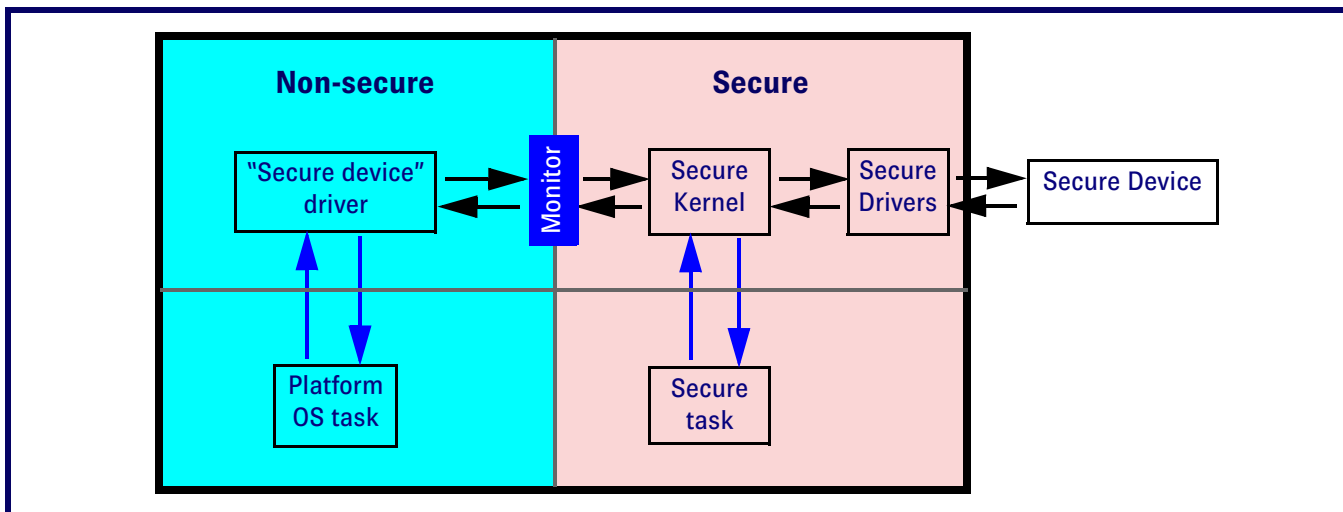 Non-secure
Secure
“Secure device”
driver
Monitor
Secure
Kernel
Secure
Drivers
Secure Device
Platform
OS task
Secure
task